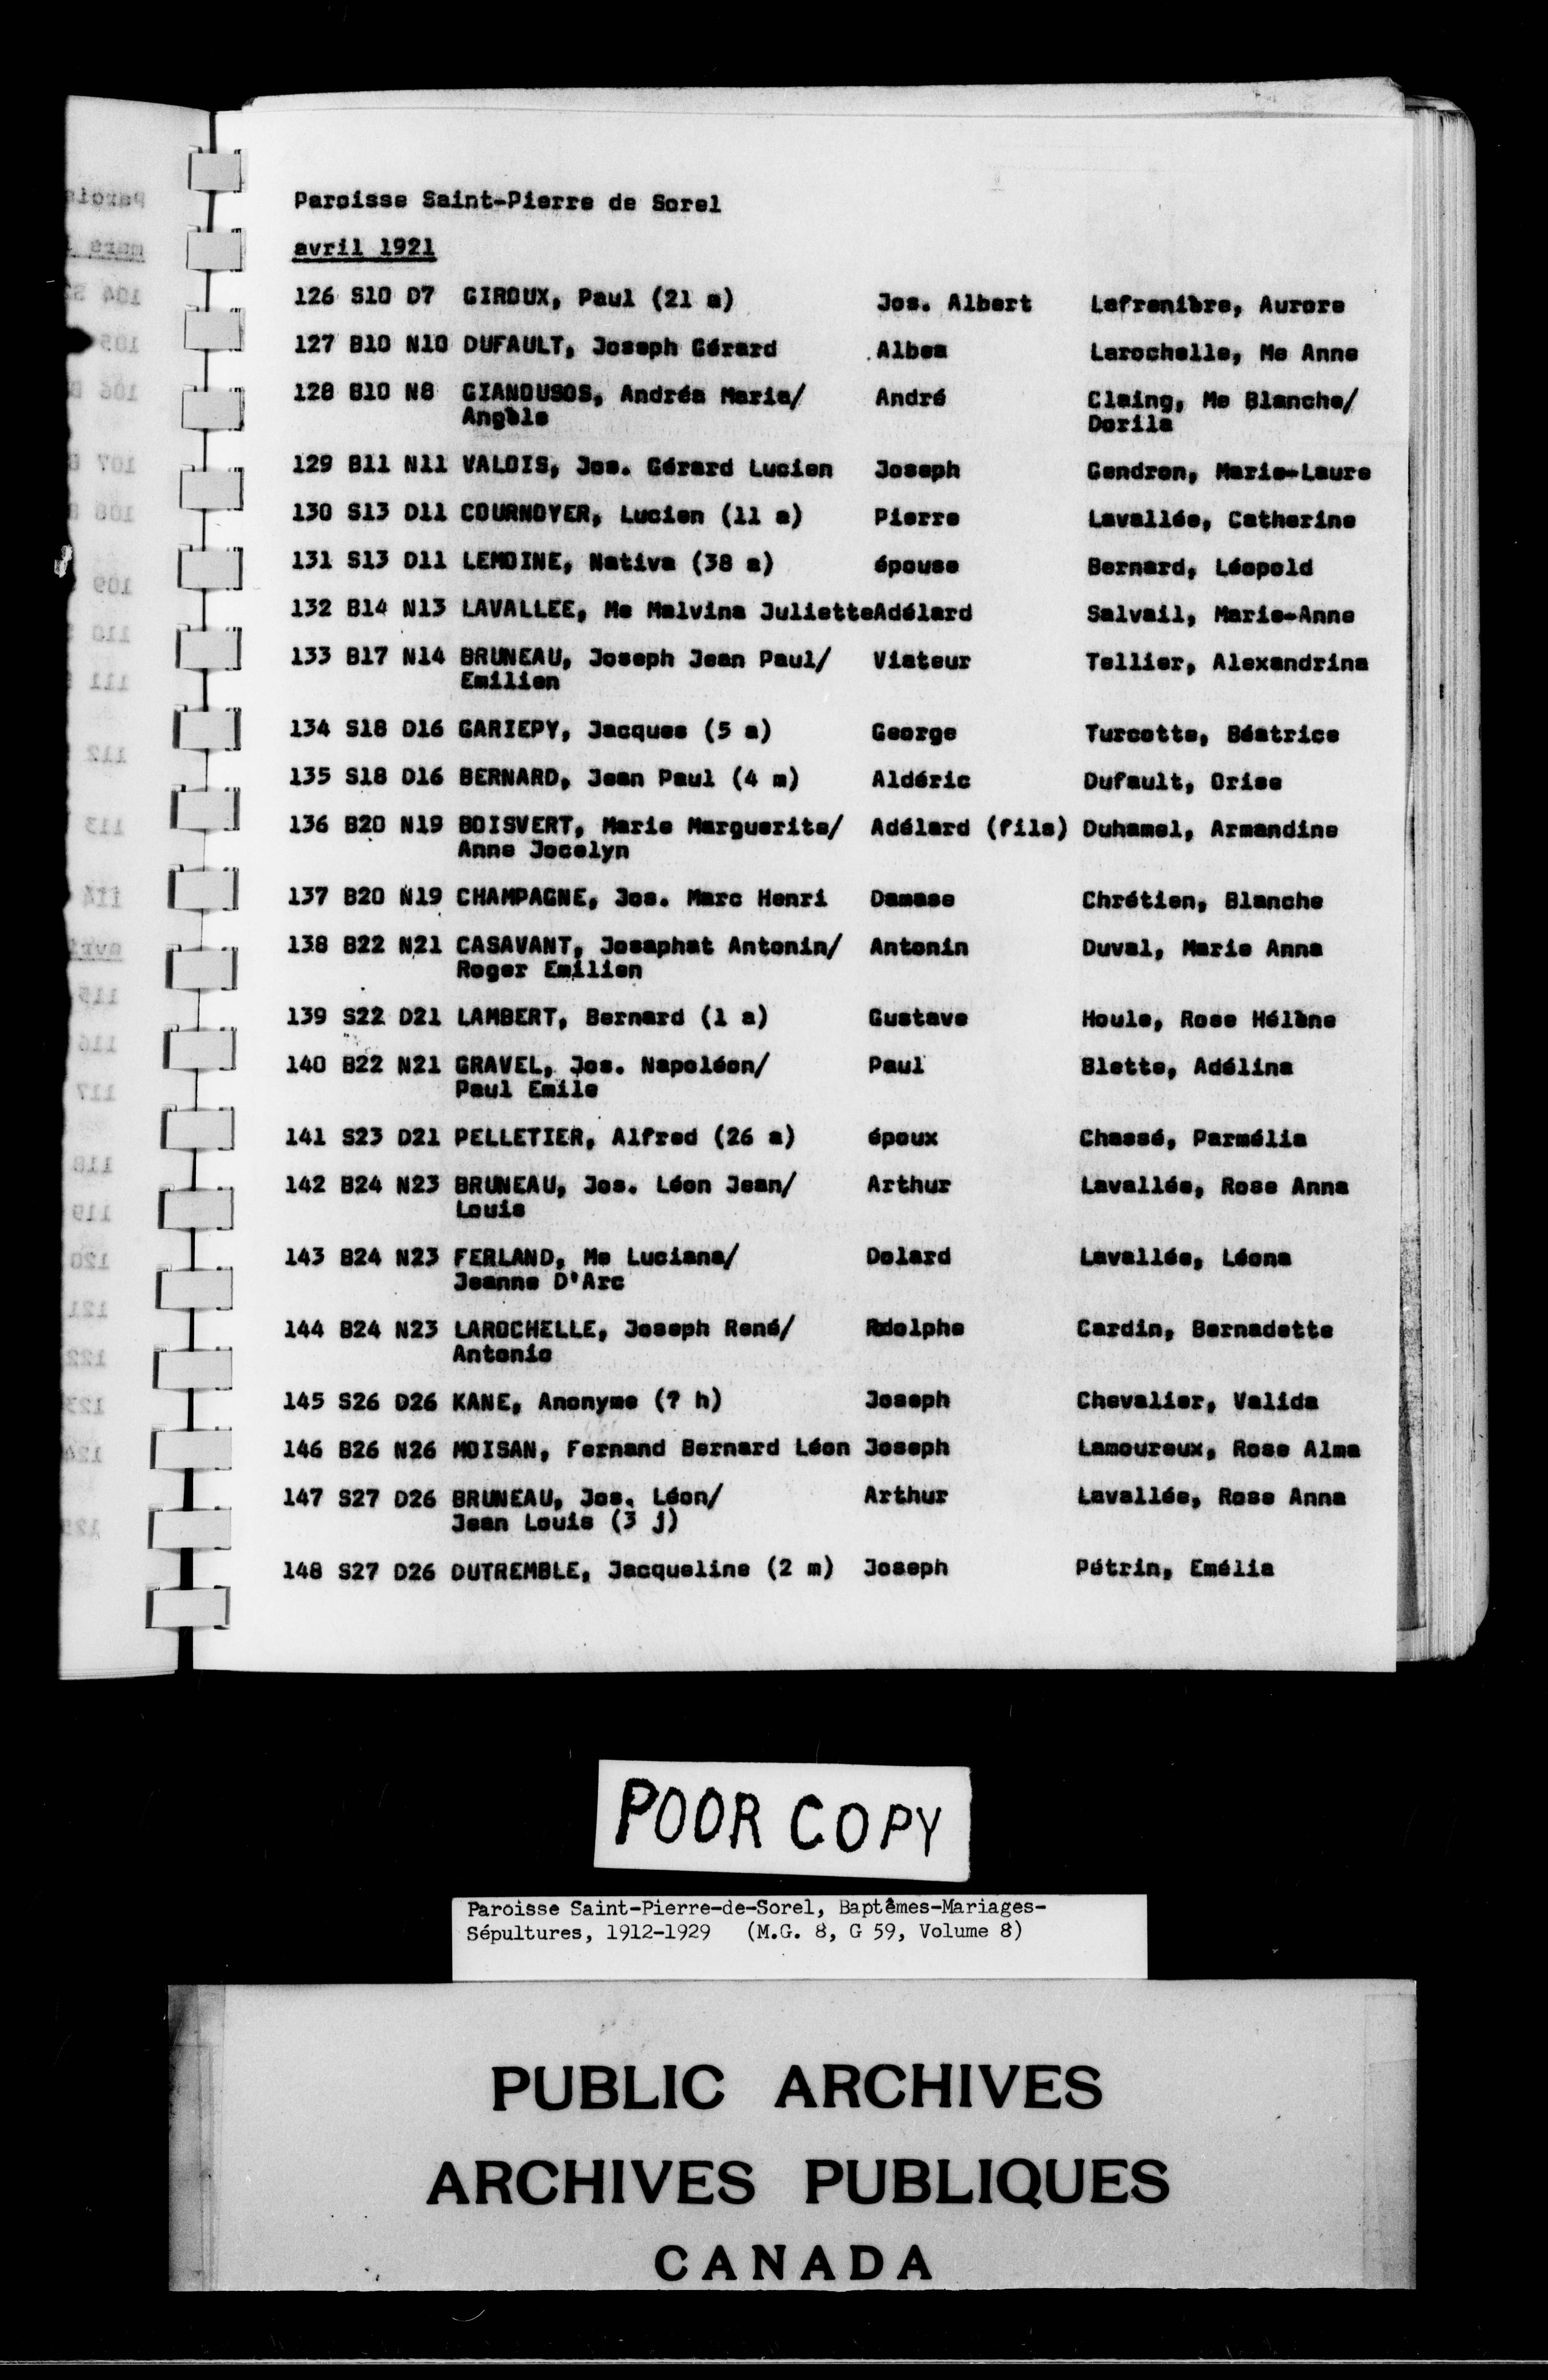 Paroisse Saint-Pierre de Sorel
avril 1921
126 S10 D7 GIROUX, Paul (21 a) Jos. Albert Lafrenière, Aurore
127 B10 N10 DUFAULT, Joseph Gérard Albea Larochelle, Me Anne
128 B10 N8 GIANOUSOS, Andréa Marie/ André Claing, Me Blanche/
Angèle Dorila
129 B11 N11 VALOIS, Jos. Gérard Lucien Joseph Gendron, Marie-Laure
130 S13 D11 COURNOYER, Lucien (11 a) Pierre Lavallée, Catherine
131 S13 D11 LEMOINE, Nativa (38 a) épouse Bernard, Léopold
132 B14 N13 LAVALLEE, Me Malvina Juliette Adélard Salvail, Marie-Anne
133 B17 N14 BRUNEAU, Joseph Jean Paul/ Viateur Tellier, Alexandrina
Emilien
134 S18 D16 GARIEPY, Jacques (5 a) George Turcotte, Béatrice
135 S18 D16 BERNARD, Jean Paul (4 m) Aldéric Dufault, Orise
136 B20 N19 BOISVERT, Marie Marguerite/ Adélard (fils) Duhamel, Armandine
Anne Jocelyn
137 B20 N19 CHAMPAGNE, Jos. Marc Henri Damase Chrétien, Blanche
138 B22 N21 CASAVANT, Josaphat Antonin/ Antonin Duval, Marie Anna
Roger Emilien
139 S22 D21 LAMBERT, Bernard (1 a) Gustave Houle, Rose Hélène
140 B22 N21 GRAVEL, Jos. Napoléon/ Paul Blette, Adélina
Paul Emile
141 S23 D21 PELLETIER, Alfred (26 a) époux Chassé, Parmélia
142 B24 N23 BRUNEAU, Jos. Léon Jean/ Arthur Lavallée, Rose Anna
Louis
143 B24 N23 FERLAND, Me Luciana/ Dolard Lavallée, Léona
Jeanne D'Arc
144 B24 N23 LAROCHELLE, Joseph René/ Rdolphe Cardin, Bernadette
Antonio
145 S26 D26 KANE, Anonyme (? h) Joseph Chevalier, Valida
146 B26 N26 MOISAN, Fernand Bernard Léon Joseph Lamoureux, Rose Alma
147 S27 D26 BRUNEAU, Jos. Léon/ Arthur Lavallée, Rose Anna
Jean Louis (3 j)
148 S27 D26 DUTREMBLE, Jacqueline (2 m) Joseph Pétrin, Emélia
POOR COPY
Paroisse Saint-Pierre-de-Sorel, Baptêmes-Mariages-
Sépultures, 1912-1929 (M.G. 8, G 59, Volume 8)
PUBLIC ARCHIVES
ARCHIVES PUBLIQUES
CANADA